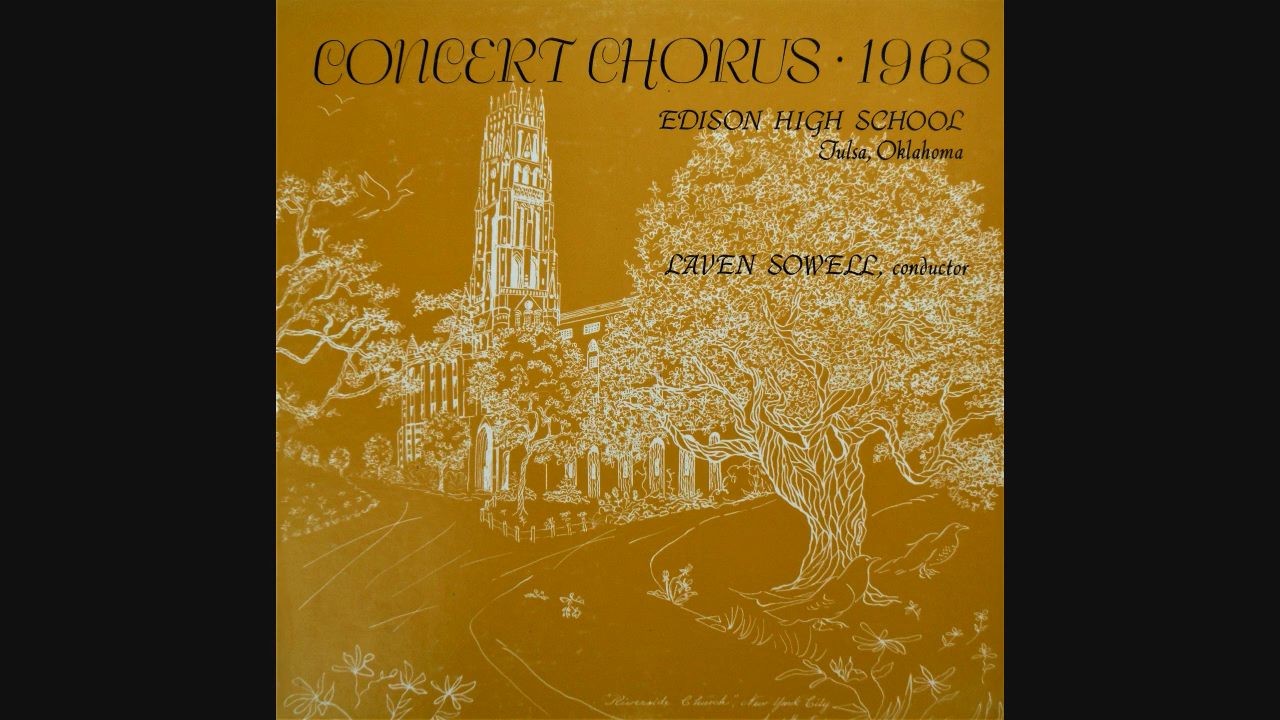 CONCERT CHORUS · 1968
EDISON HIGH SCHOOL
Tulsa, Oklahoma
LAVEN SOWELL, conductor
"Riverside Church", New York City